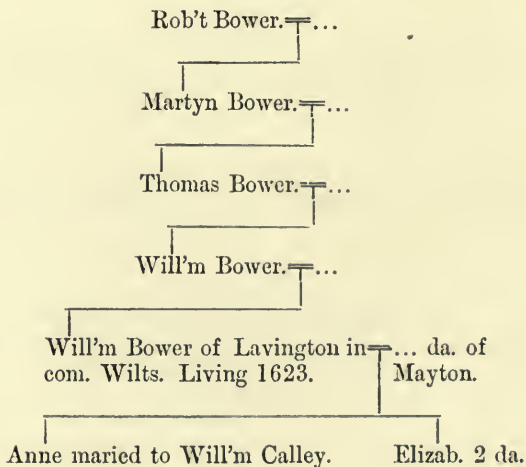 Rob't Bower.=...
Martyn Bower.=...
Thomas Bower.=...
Will'm Bower.=...
Will'm Bower of Lavington in=... da. of
com. Wilts. Living 1623. Mayton.
Anne maried to Will'm Calley. Elizab. 2 da.